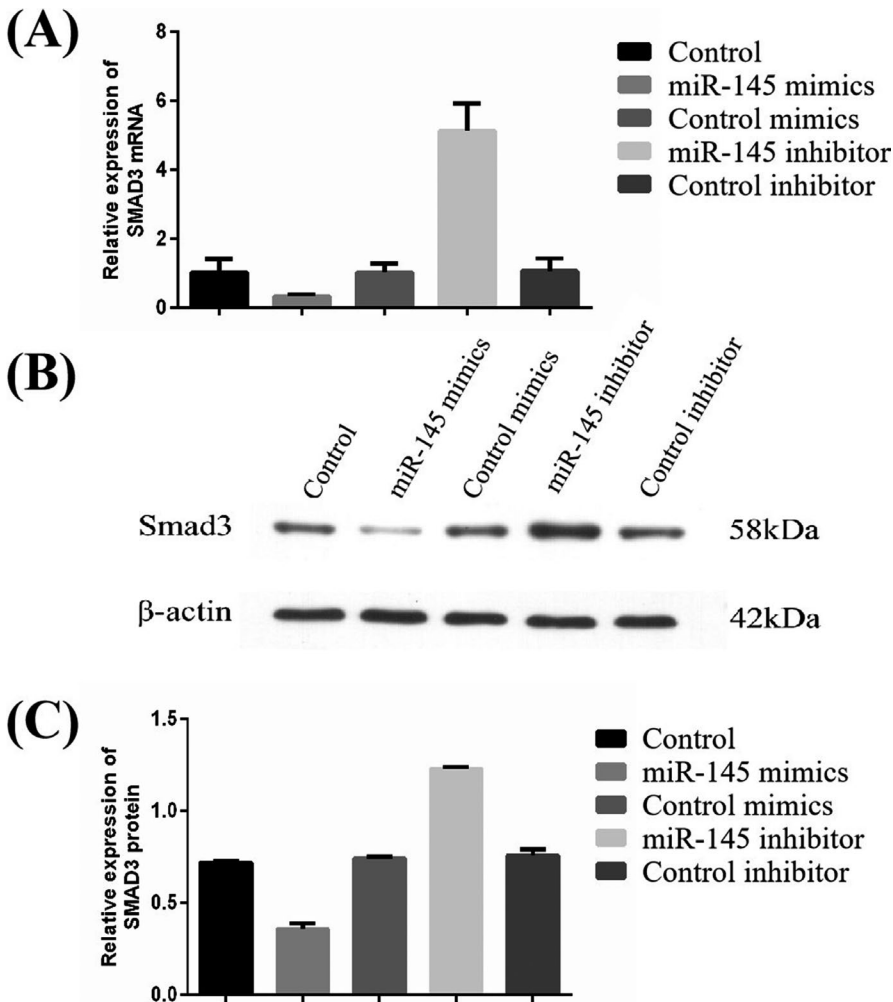 (A)
Relative expression of
SMAD3 mRNA
8
6
4
2
0
Control
miR-145 mimics
Control mimics
miR-145 inhibitor
Control inhibitor
(B)
Control
miR-145 mimics
Control mimics
miR-145 inhibitor
Control inhibitor
Smad3
58kDa
β-actin
42kDa
(C)
Relative expression of
SMAD3 protein
1.5
1.0
0.5
0.0
Control
miR-145 mimics
Control mimics
miR-145 inhibitor
Control inhibitor